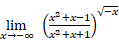 lim x→−∞ ((x²+x−1)/(x²+x+1))^√(−x)